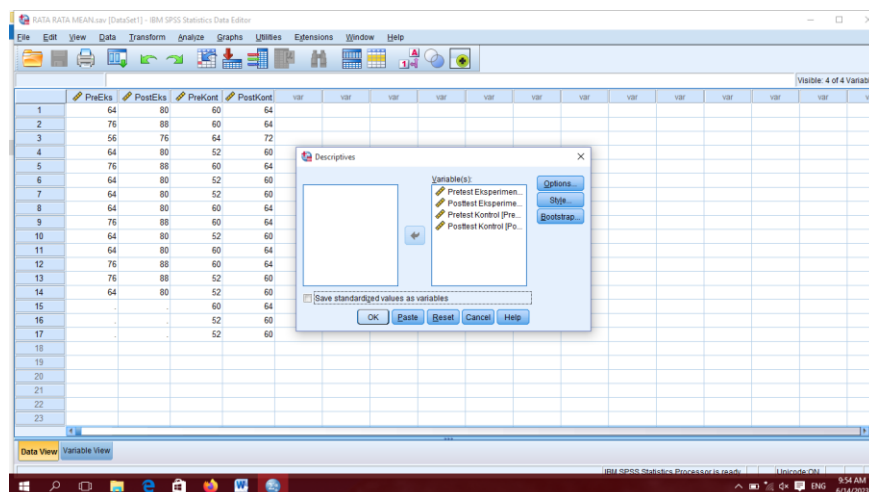 RATA RATA MEAN.sav [DataSet1] - IBM SPSS Statistics Data Editor
File Edit View Data Transform Analyze Graphs Utilities Extensions Window Help
Visible: 4 of 4 Variabl
PreEks PostEks PreKont PostKont var var var var var var var var var var var
1 64 80 60 64
2 76 88 60 64
3 56 76 64 72
4 64 80 52 60
5 76 88 60 64
6 64 80 52 60
7 64 80 52 60
8 64 80 60 64
9 76 88 60 64
10 64 80 52 60
11 64 80 60 64
12 76 88 60 64
13 76 88 52 60
14 64 80 52 60
15 . . 60 64
16 . . 52 60
17 . . 52 60
18
19
20
21
22
23
Descriptives
Variable(s):
Pretest Eksperimen...
Posttest Eksperime...
Pretest Kontrol [Pre...
Posttest Kontrol [Po...
Options...
Style...
Bootstrap...
Save standardized values as variables
OK Paste Reset Cancel Help
Data View Variable View
IBM SPSS Statistics Processor is ready Unicode:ON
ENG 9:54 AM